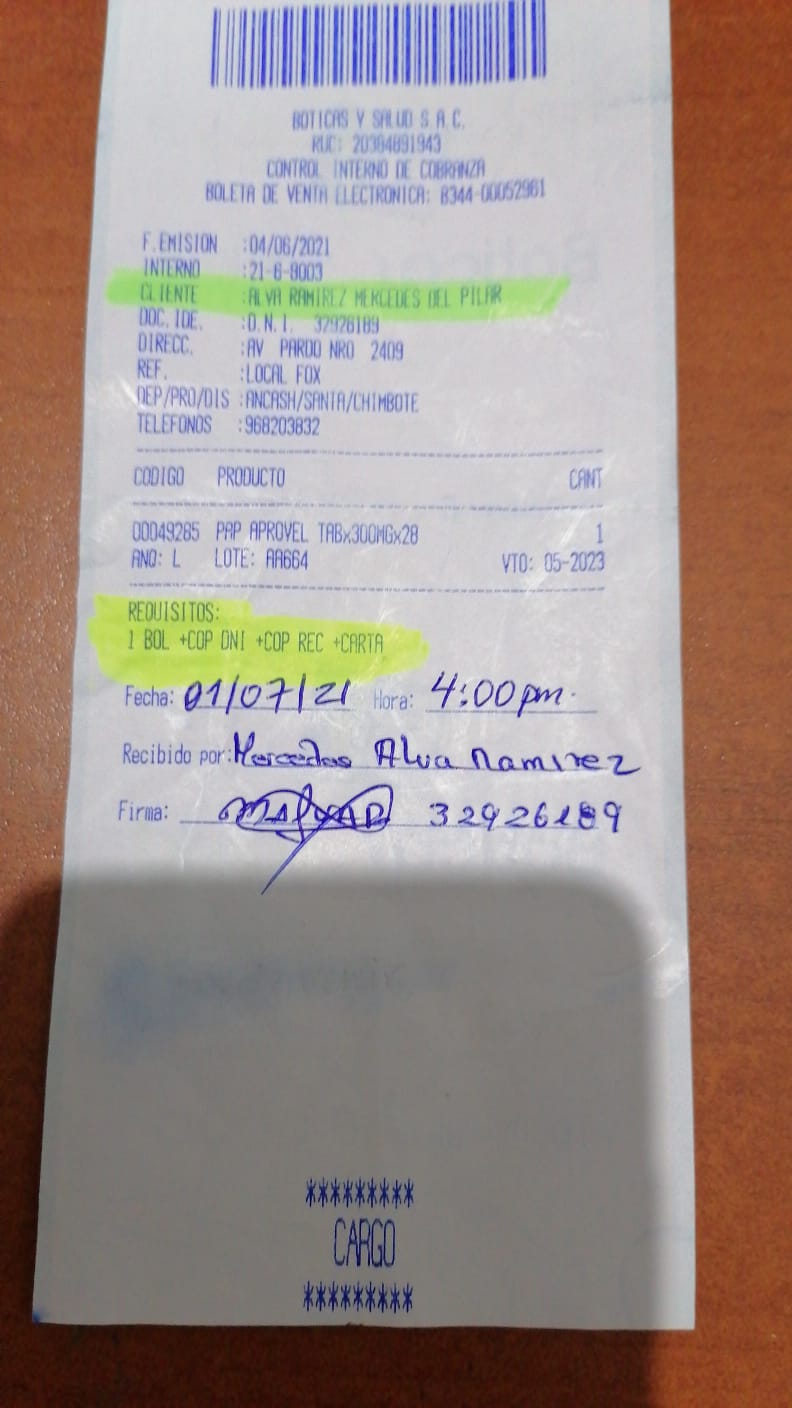 BOTICAS Y SALUD S.A.C.
RUC: 20384891943
CONTROL INTERNO DE COBRANZA
BOLETA DE VENTA ELECTRONICA: B344-00052961
F.EMISION :04/06/2021
INTERNO :21-6-8003
CLIENTE :ALVA RAMIREZ MERCEDES DEL PILAR
DOC.IDE. :D.N.I. 32926189
DIRECC. :AV PARDO NRO 2409
REF. :LOCAL FOX
DEP/PRO/DIS :ANCASH/SANTA/CHIMBOTE
TELEFONOS :968203832
CODIGO PRODUCTO CANT
00049285 PAP APROVEL TABx300MGx28 1
ANO: L LOTE: AA664 VTO: 05-2023
REQUISITOS:
1 BOL +COP DNI +COP REC +CARTA
Fecha: 01/07/21 Hora: 4:00pm.
Recibido por: Mercedes Alva Ramirez
Firma: 32926189
*********
CARGO
*********